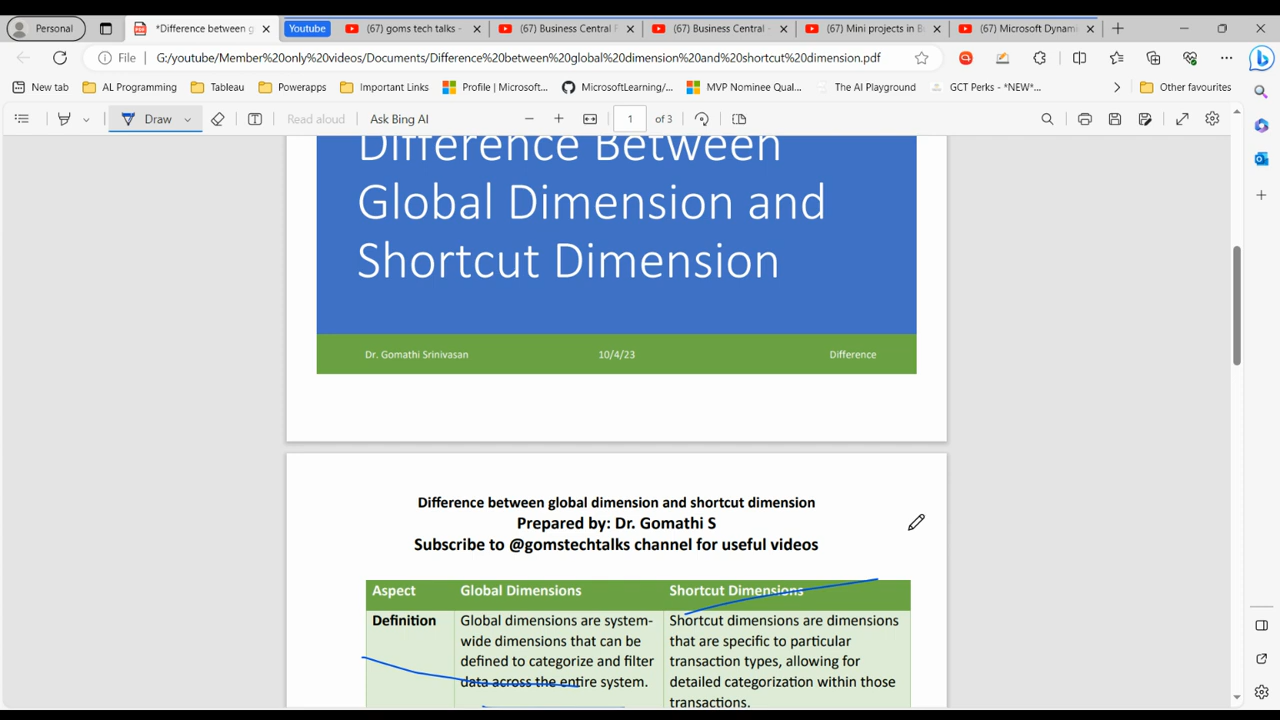 Personal
*Difference between g
Youtube
(67) goms tech talks -
(67) Business Central F
(67) Business Central -
(67) Mini projects in B
(67) Microsoft Dynam
File
G:/youtube/Member%20only%20videos/Documents/Difference%20between%20global%20dimension%20and%20shortcut%20dimension.pdf
New tab
AL Programming
Tableau
Powerapps
Important Links
Profile | Microsoft...
MicrosoftLearning/...
MVP Nominee Qual...
The AI Playground
GCT Perks - *NEW*...
Other favourites
Draw
Read aloud
Ask Bing AI
1
of 3
Difference Between
Global Dimension and
Shortcut Dimension
Dr. Gomathi Srinivasan
10/4/23
Difference
Difference between global dimension and shortcut dimension
Prepared by: Dr. Gomathi S
Subscribe to @gomstechtalks channel for useful videos
Aspect
Global Dimensions
Shortcut Dimensions
Definition
Global dimensions are system-
wide dimensions that can be
defined to categorize and filter
data across the entire system.
Shortcut dimensions are dimensions
that are specific to particular
transaction types, allowing for
detailed categorization within those
transactions.